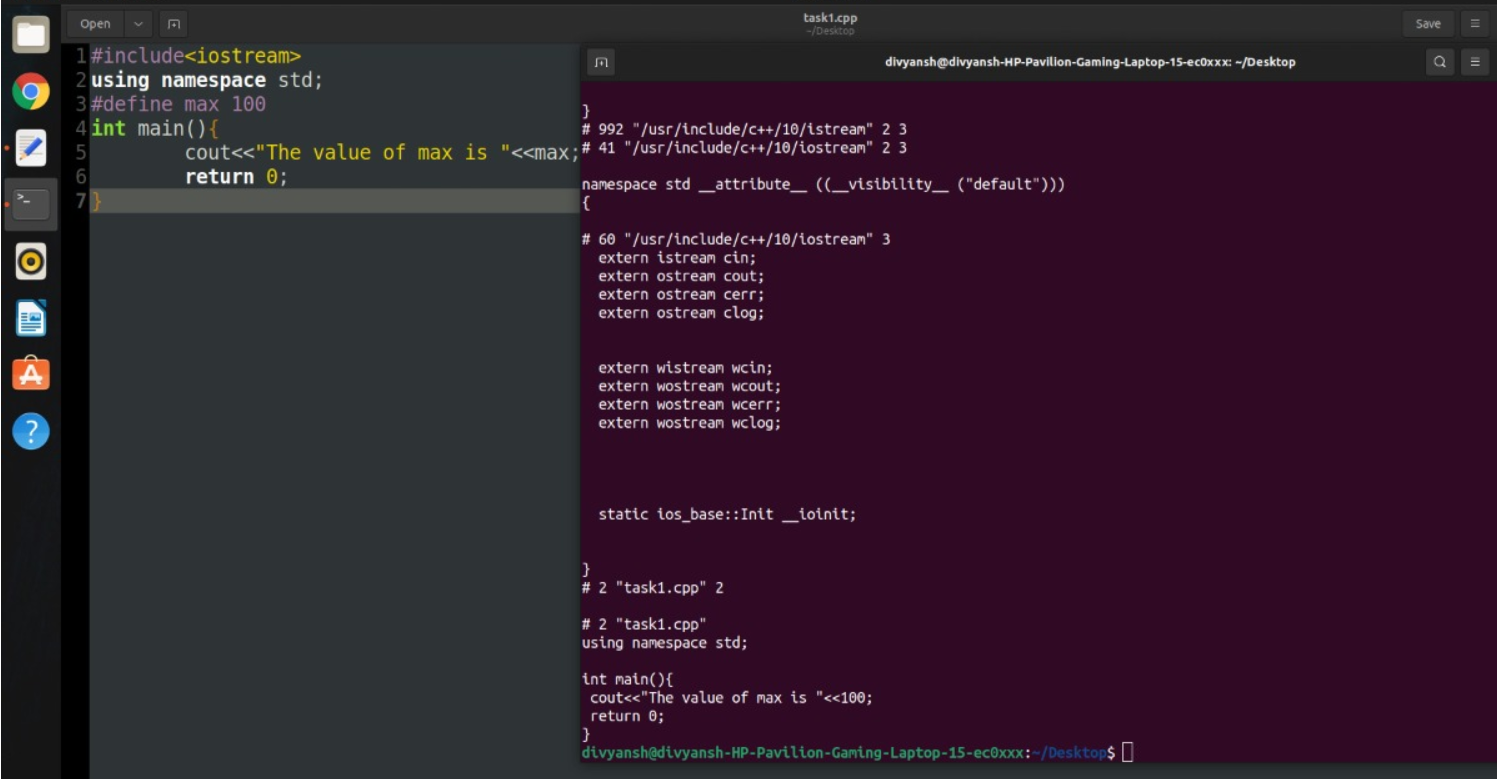 Open
task1.cpp
~/Desktop
Save
1 #include<iostream>
2 using namespace std;
3 #define max 100
4 int main(){
5 cout<<"The value of max is "<<max;
6 return 0;
7 }
divyansh@divyansh-HP-Pavilion-Gaming-Laptop-15-ec0xxx: ~/Desktop
}
# 992 "/usr/include/c++/10/istream" 2 3
# 41 "/usr/include/c++/10/iostream" 2 3
namespace std __attribute__ ((__visibility__ ("default")))
{
# 60 "/usr/include/c++/10/iostream" 3
extern istream cin;
extern ostream cout;
extern ostream cerr;
extern ostream clog;
extern wistream wcin;
extern wostream wcout;
extern wostream wcerr;
extern wostream wclog;
static ios_base::Init __ioinit;
}
# 2 "task1.cpp" 2
# 2 "task1.cpp"
using namespace std;
int main(){
cout<<"The value of max is "<<100;
return 0;
}
divyansh@divyansh-HP-Pavilion-Gaming-Laptop-15-ec0xxx:~/Desktop$